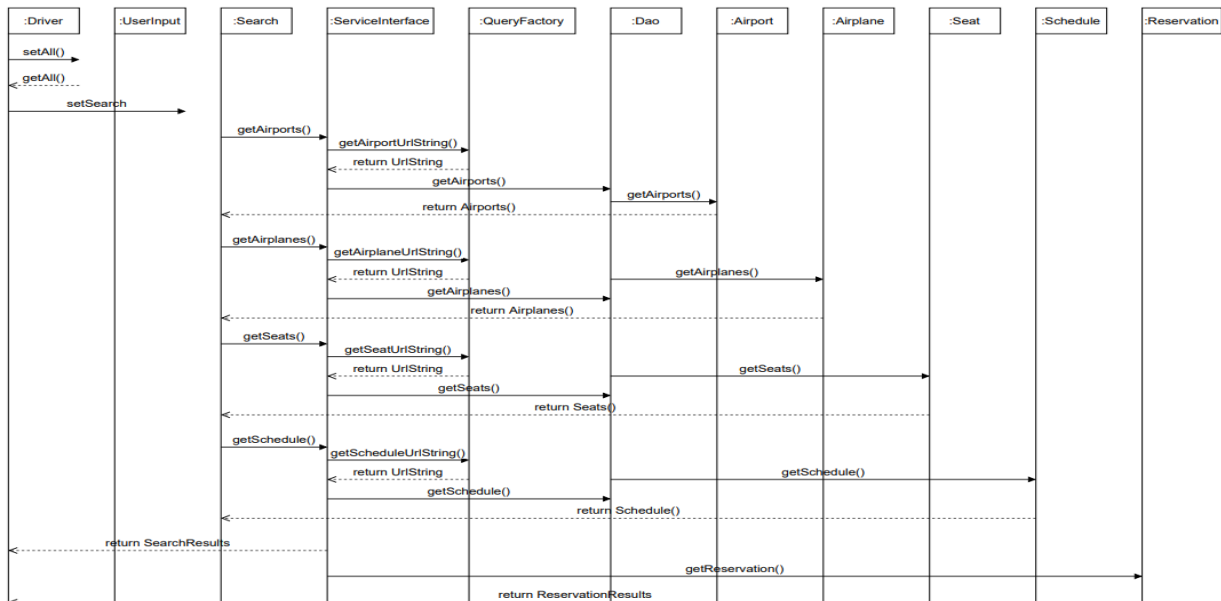 :Driver :UserInput :Search :ServiceInterface :QueryFactory :Dao :Airport :Airplane :Seat :Schedule :Reservation
setAll()
getAll()
setSearch
getAirports()
getAirportUrlString()
return UrlString
getAirports()
getAirports()
return Airports()
getAirplanes()
getAirplaneUrlString()
return UrlString getAirplanes()
getAirplanes()
return Airplanes()
getSeats()
getSeatUrlString()
return UrlString getSeats()
getSeats()
return Seats()
getSchedule()
getScheduleUrlString()
return UrlString getSchedule()
getSchedule()
return Schedule()
return SearchResults
getReservation()
return ReservationResults